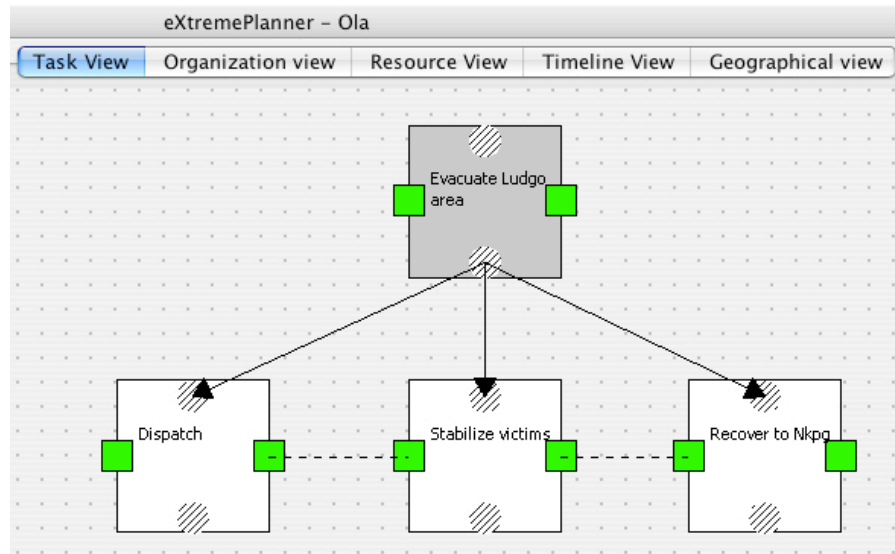 eXtremePlanner – Ola
Task View Organization view Resource View Timeline View Geographical view
Evacuate Ludgo
area
Dispatch
Stabilize victims
Recover to Nkpg